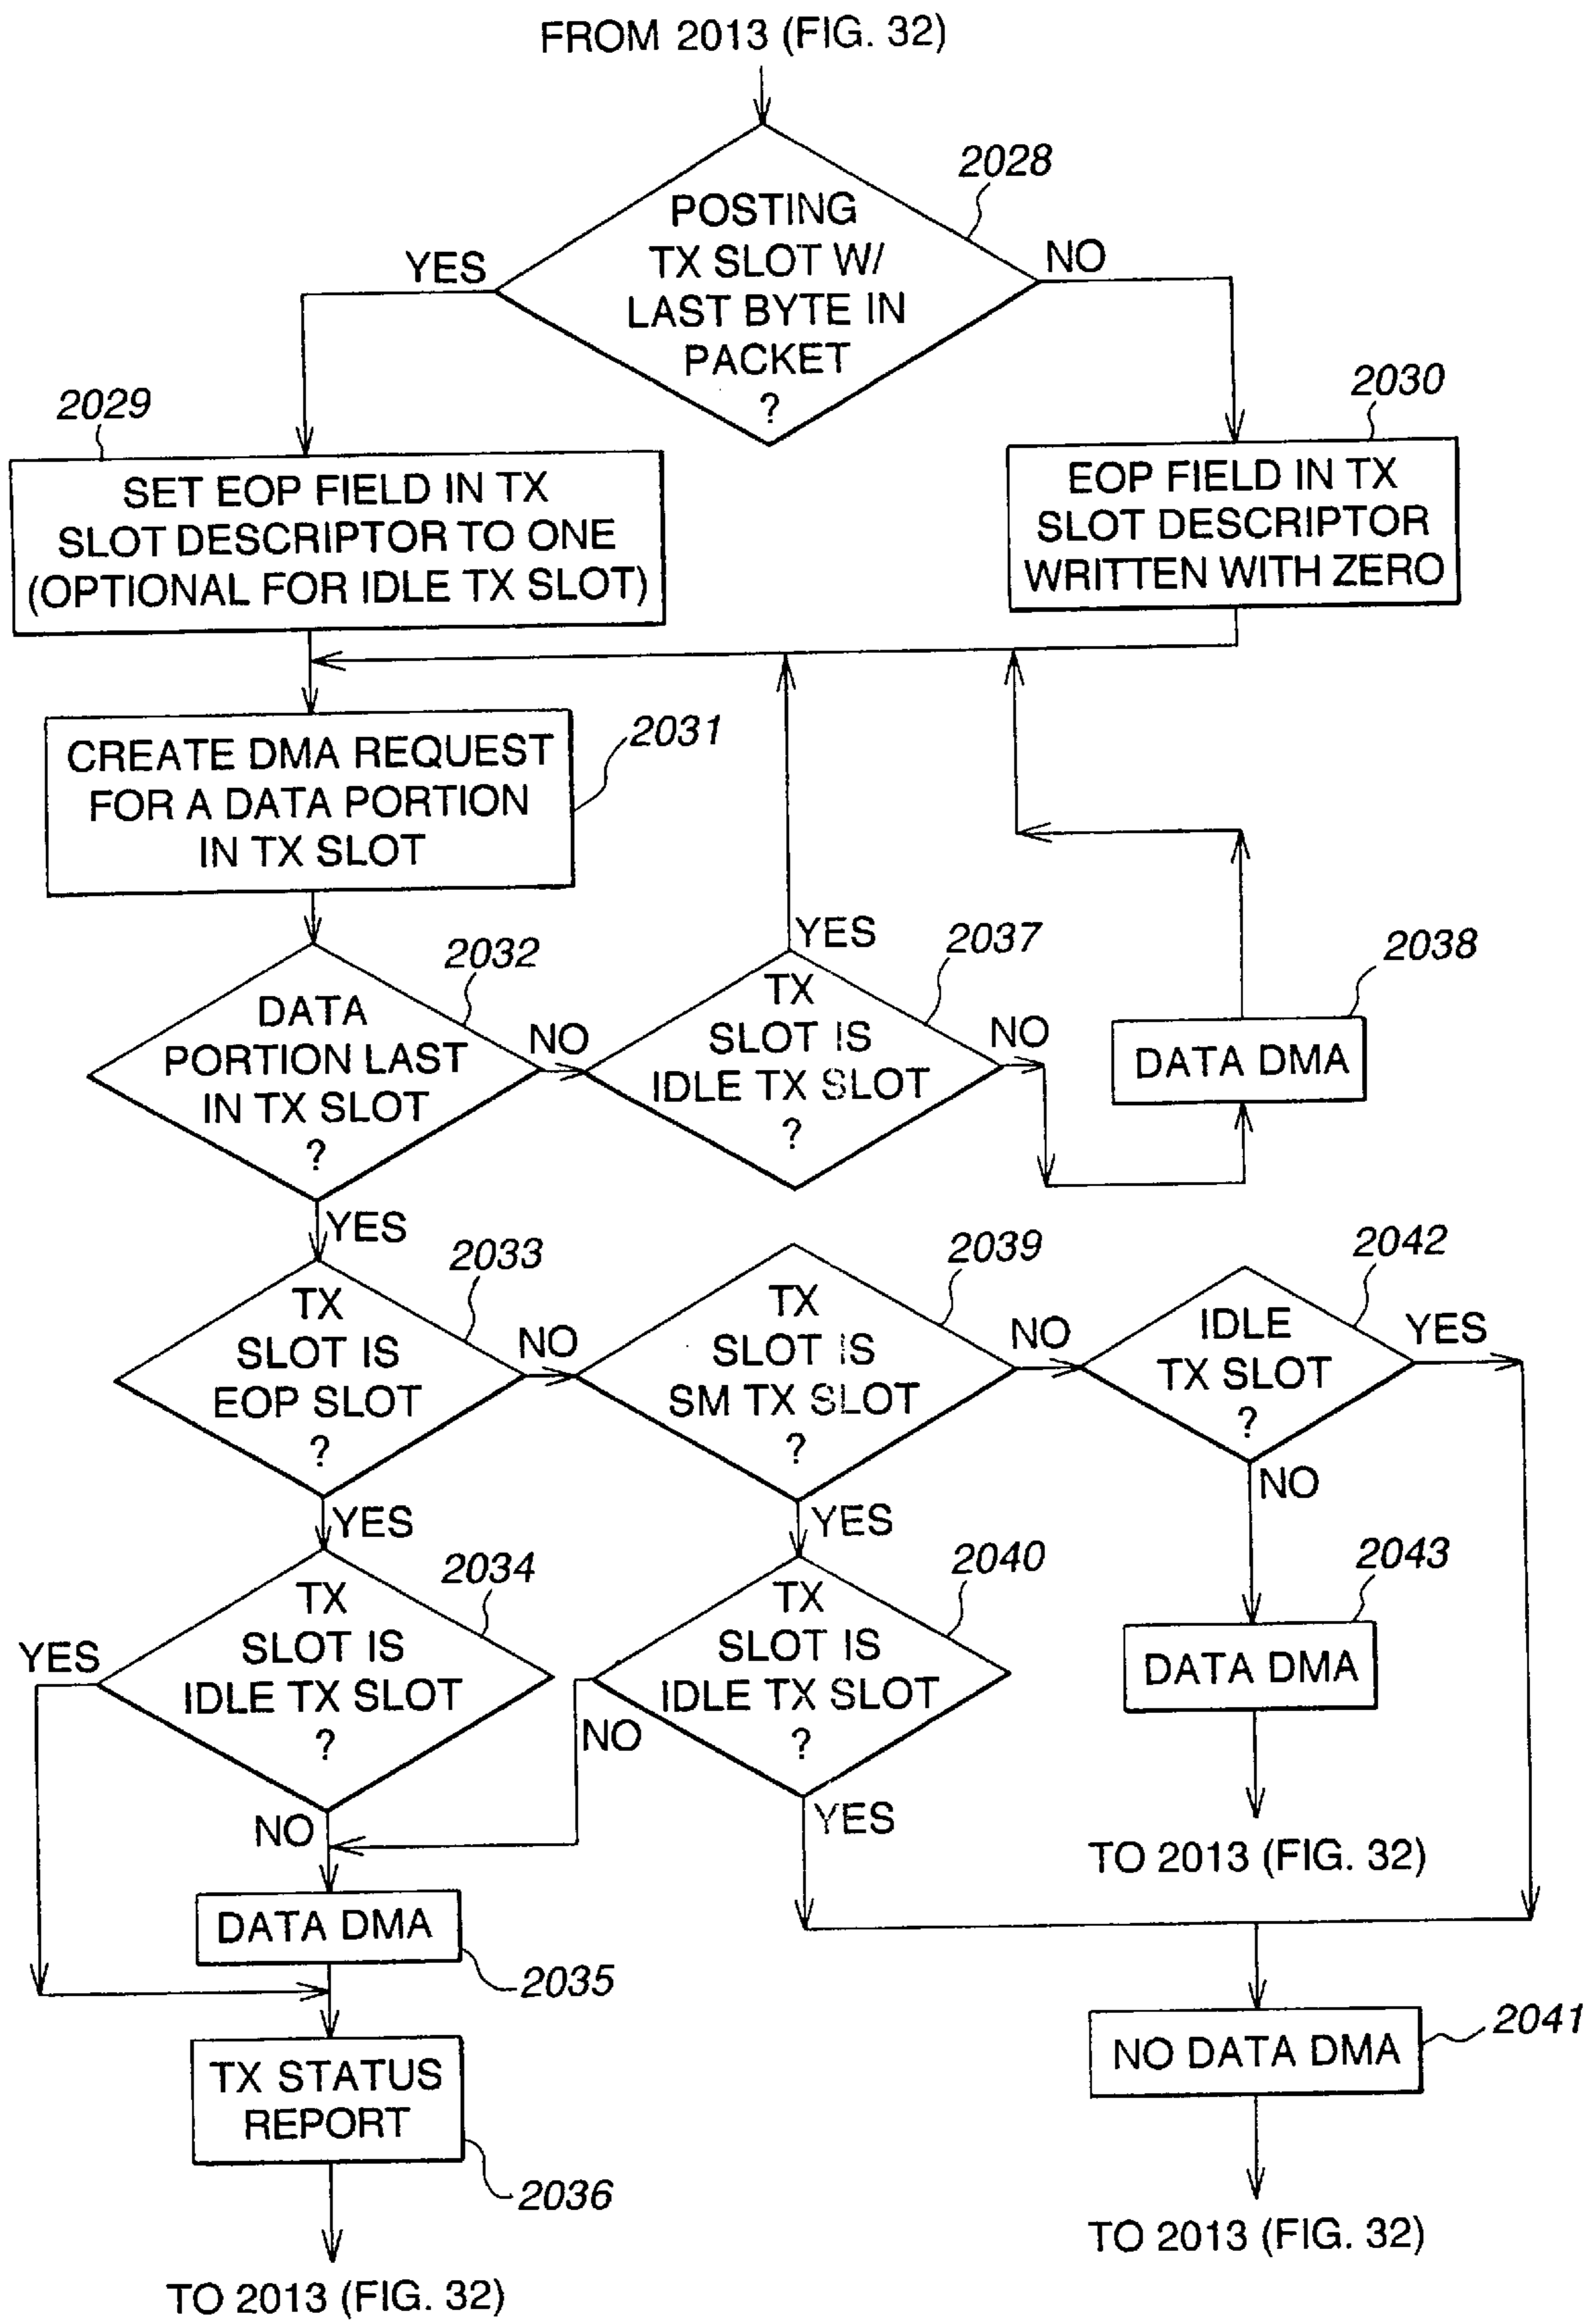 FROM 2013 (FIG. 32)
2028
POSTING
TX SLOT W/
LAST BYTE IN
PACKET
?
YES
NO
2029
SET EOP FIELD IN TX
SLOT DESCRIPTOR TO ONE
(OPTIONAL FOR IDLE TX SLOT)
2030
EOP FIELD IN TX
SLOT DESCRIPTOR
WRITTEN WITH ZERO
2031
CREATE DMA REQUEST
FOR A DATA PORTION
IN TX SLOT
2032
DATA
PORTION LAST
IN TX SLOT
?
NO
YES
2037
YES
TX
SLOT IS
IDLE TX SLOT
?
NO
2038
DATA DMA
2033
TX
SLOT IS
EOP SLOT
?
NO
YES
2039
TX
SLOT IS
SM TX SLOT
?
NO
YES
2042
IDLE
TX SLOT
?
YES
NO
2034
TX
SLOT IS
IDLE TX SLOT
?
YES
NO
2040
TX
SLOT IS
IDLE TX SLOT
?
NO
YES
2043
DATA DMA
TO 2013 (FIG. 32)
DATA DMA
2035
TX STATUS
REPORT
2036
TO 2013 (FIG. 32)
NO DATA DMA
2041
TO 2013 (FIG. 32)